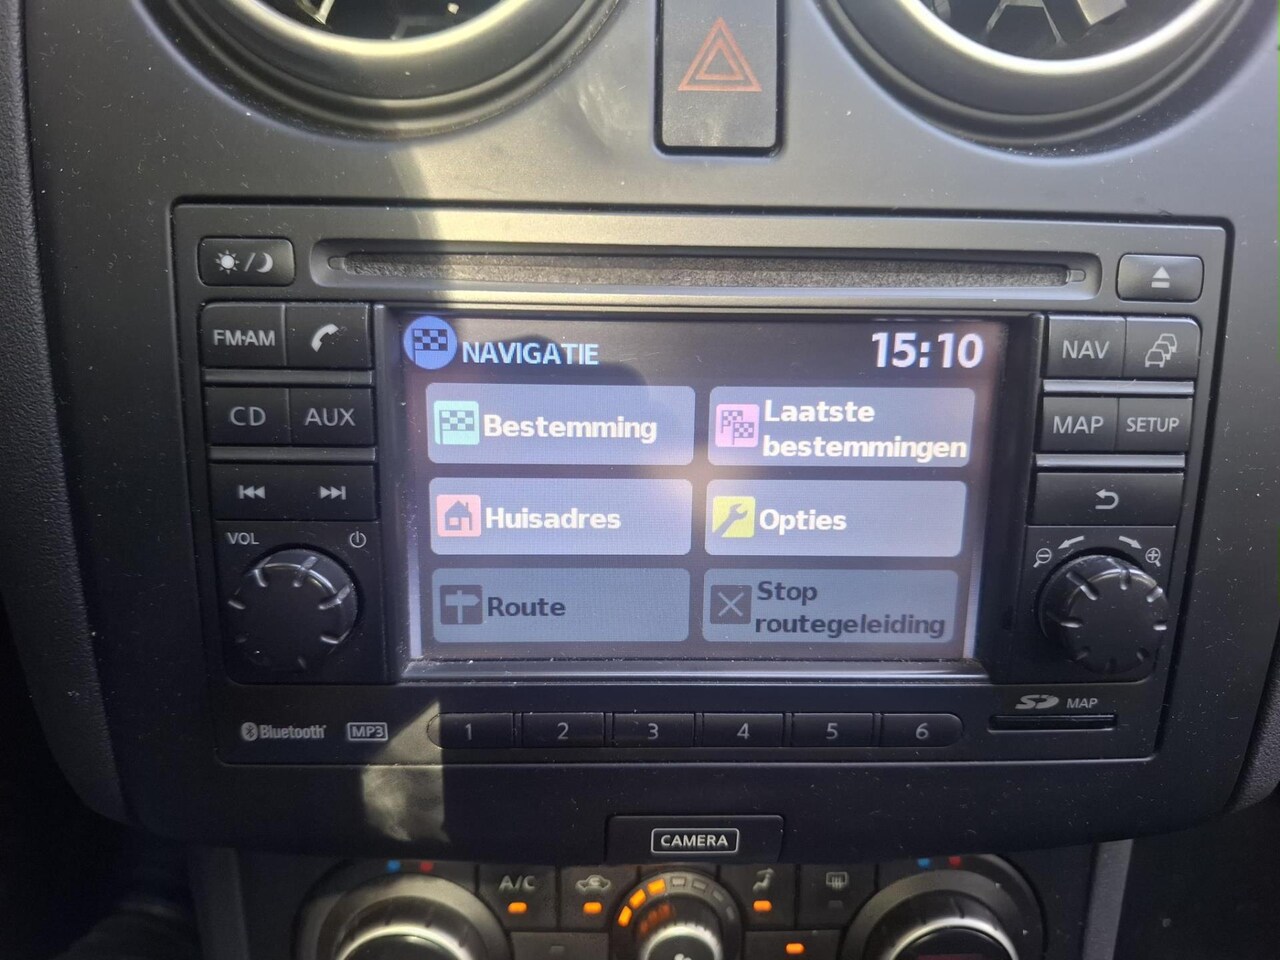 FM·AM
CD
AUX
VOL
NAVIGATIE
15:10
Bestemming
Laatste
bestemmingen
Huisadres
Opties
Route
Stop
routegeleiding
NAV
MAP
SETUP
Bluetooth
MP3
1 2 3 4 5 6
SD MAP
CAMERA
A/C